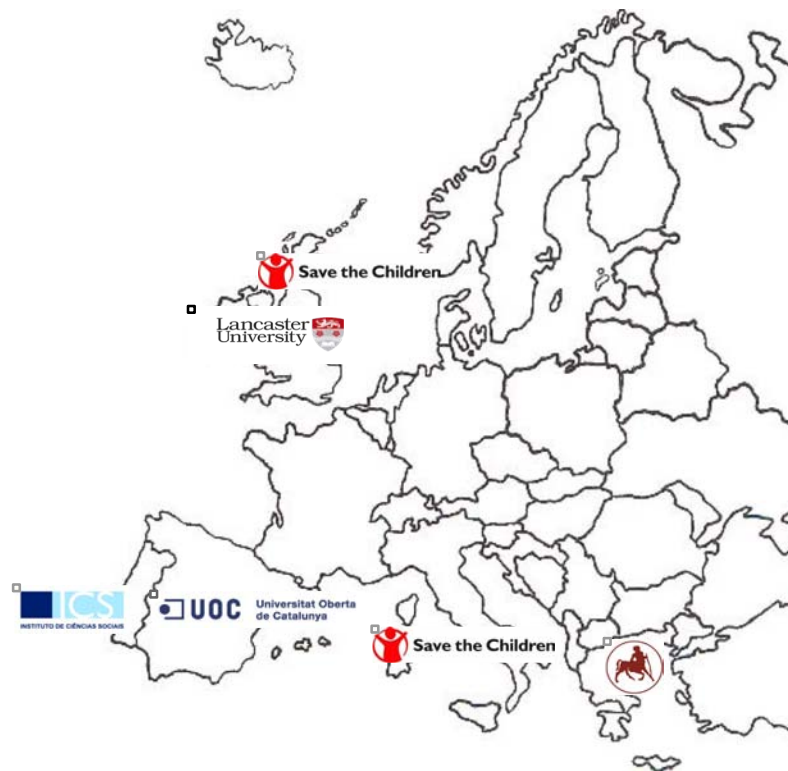 Save the Children
Lancaster
University
ICS
INSTITUTO DE CIÊNCIAS SOCIAIS
UOC
Universitat Oberta
de Catalunya
Save the Children